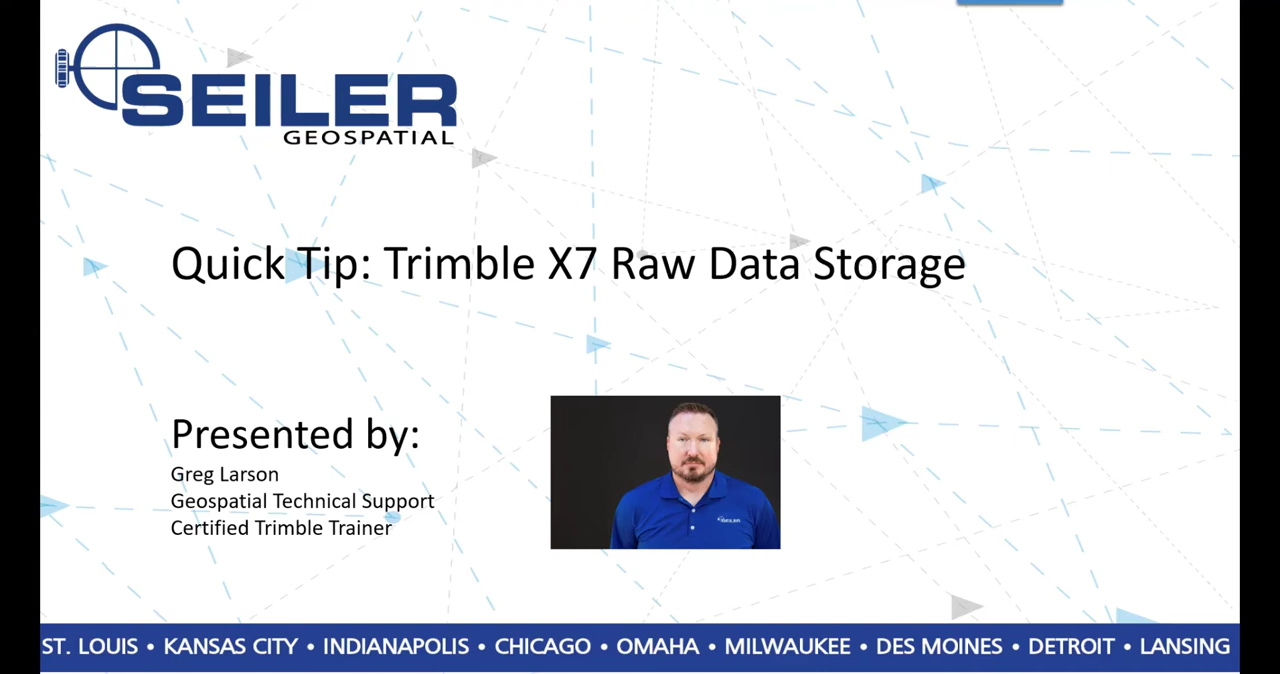 SEILER
GEOSPATIAL
Quick Tip: Trimble X7 Raw Data Storage
Presented by:
Greg Larson
Geospatial Technical Support
Certified Trimble Trainer
SEILER
ST. LOUIS • KANSAS CITY • INDIANAPOLIS • CHICAGO • OMAHA • MILWAUKEE • DES MOINES • DETROIT • LANSING